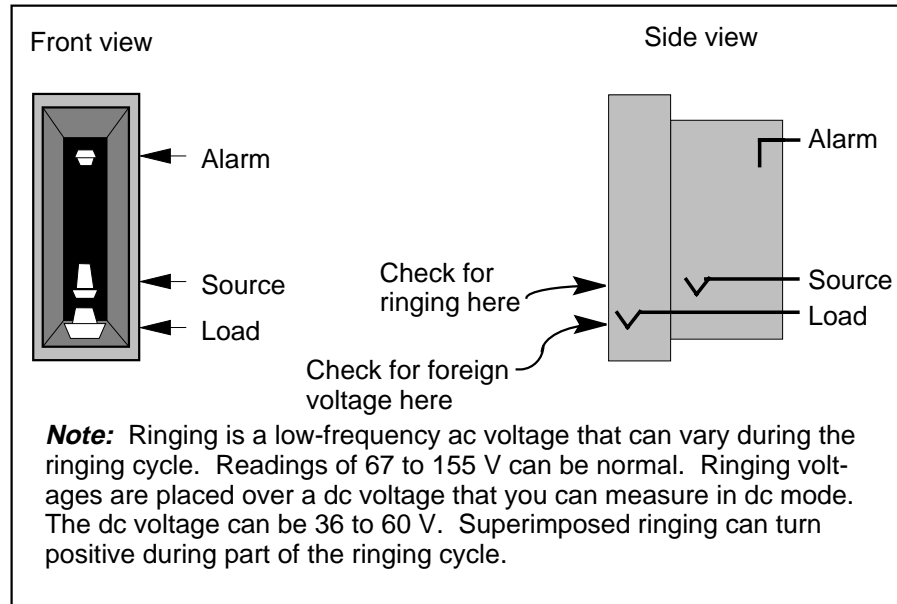 Front view
Side view
Alarm
Source
Load
Alarm
Source
Load
Check for
ringing here
Check for foreign
voltage here
Note: Ringing is a low-frequency ac voltage that can vary during the
ringing cycle. Readings of 67 to 155 V can be normal. Ringing volt-
ages are placed over a dc voltage that you can measure in dc mode.
The dc voltage can be 36 to 60 V. Superimposed ringing can turn
positive during part of the ringing cycle.